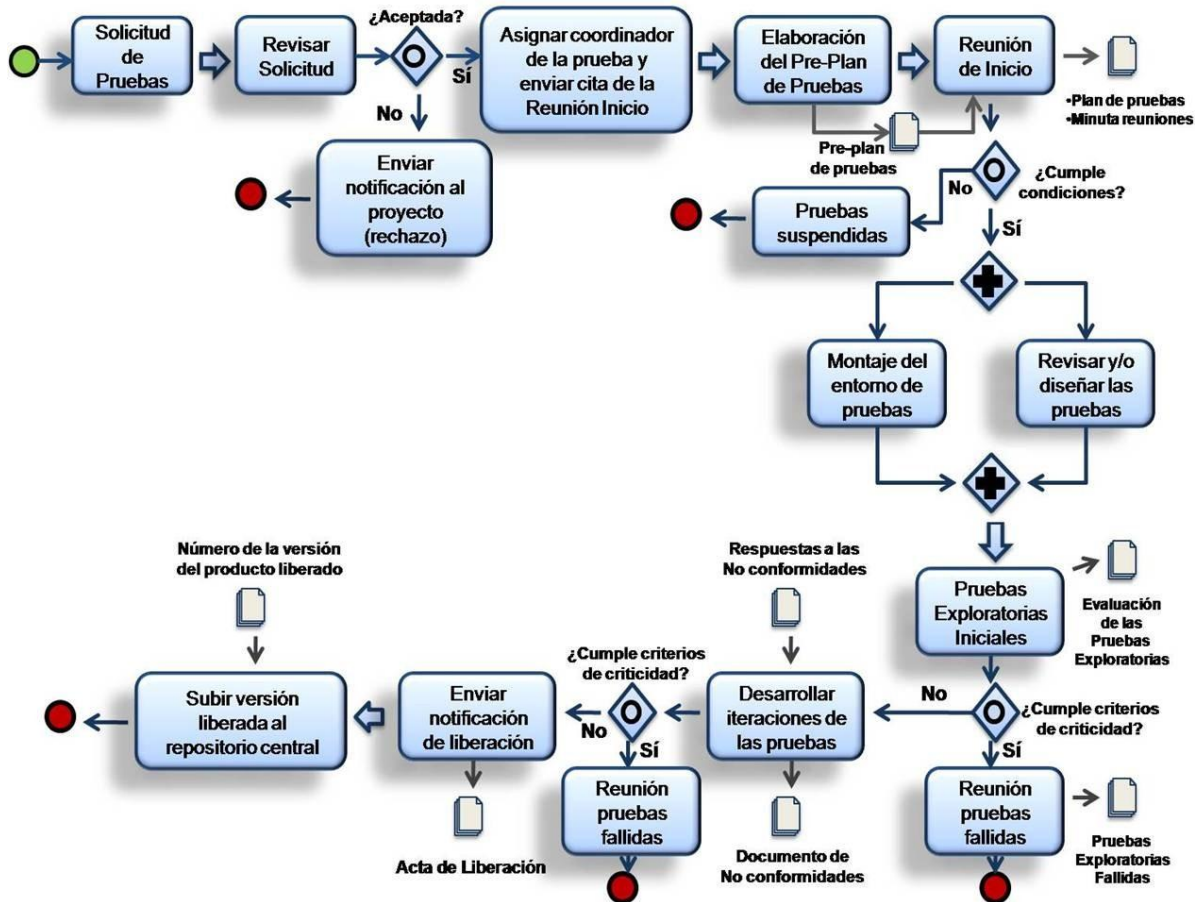 Solicitud
de
Pruebas
Revisar
Solicitud
¿Aceptada?
Sí
No
Asignar coordinador
de la prueba y
enviar cita de la
Reunión Inicio
Elaboración
del Pre-Plan
de Pruebas
Reunión
de Inicio
•Plan de pruebas
•Minuta reuniones
Pre-plan
de pruebas
Enviar
notificación al
proyecto
(rechazo)
¿Cumple
condiciones?
No
Sí
Pruebas
suspendidas
Montaje del
entorno de
pruebas
Revisar y/o
diseñar las
pruebas
Pruebas
Exploratorias
Iniciales
Evaluación
de las
Pruebas
Exploratorias
¿Cumple criterios
de criticidad?
No
Sí
Reunión
pruebas
fallidas
Pruebas
Exploratorias
Fallidas
Respuestas a las
No conformidades
Desarrollar
iteraciones de
las pruebas
Documento de
No conformidades
¿Cumple criterios
de criticidad?
No
Sí
Reunión
pruebas
fallidas
Enviar
notificación
de liberación
Acta de Liberación
Número de la versión
del producto liberado
Subir versión
liberada al
repositorio central